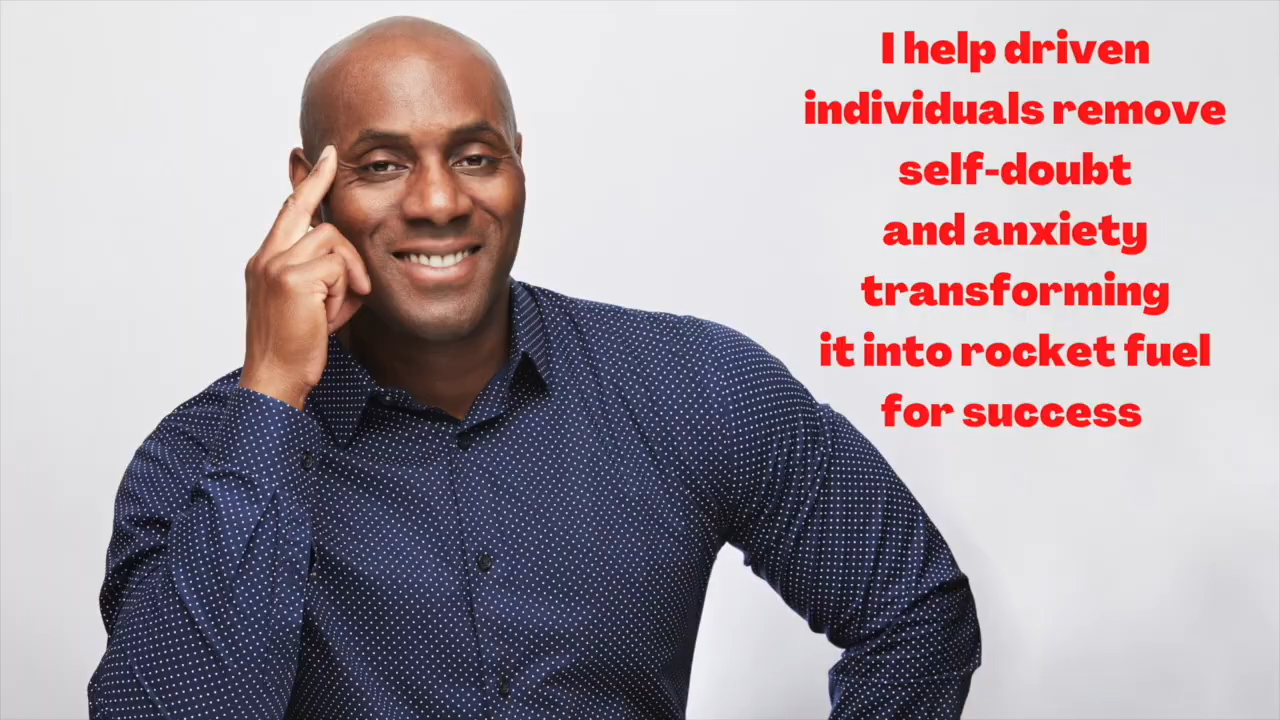 I help driven
individuals remove
self-doubt
and anxiety
transforming
it into rocket fuel
for success